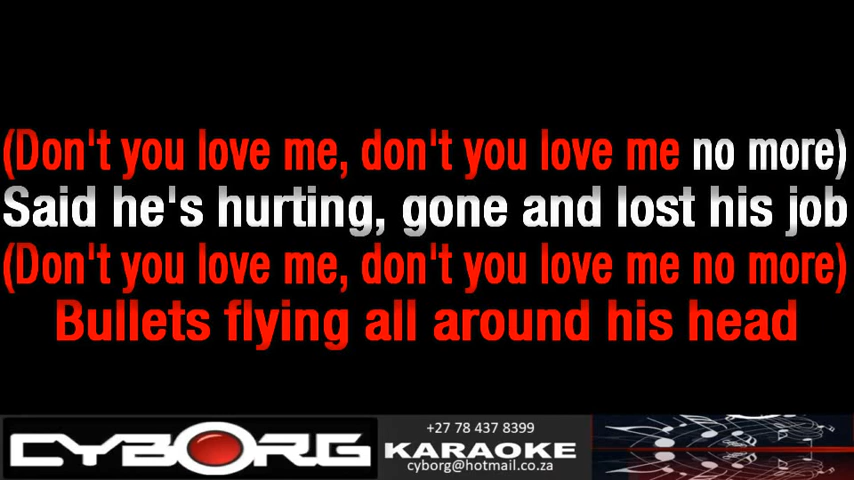 (Don't you love me, don't you love me no more)
Said he's hurting, gone and lost his job
(Don't you love me, don't you love me no more)
Bullets flying all around his head
CYBORG
+27 78 437 8399
KARAOKE
cyborg@hotmail.co.za